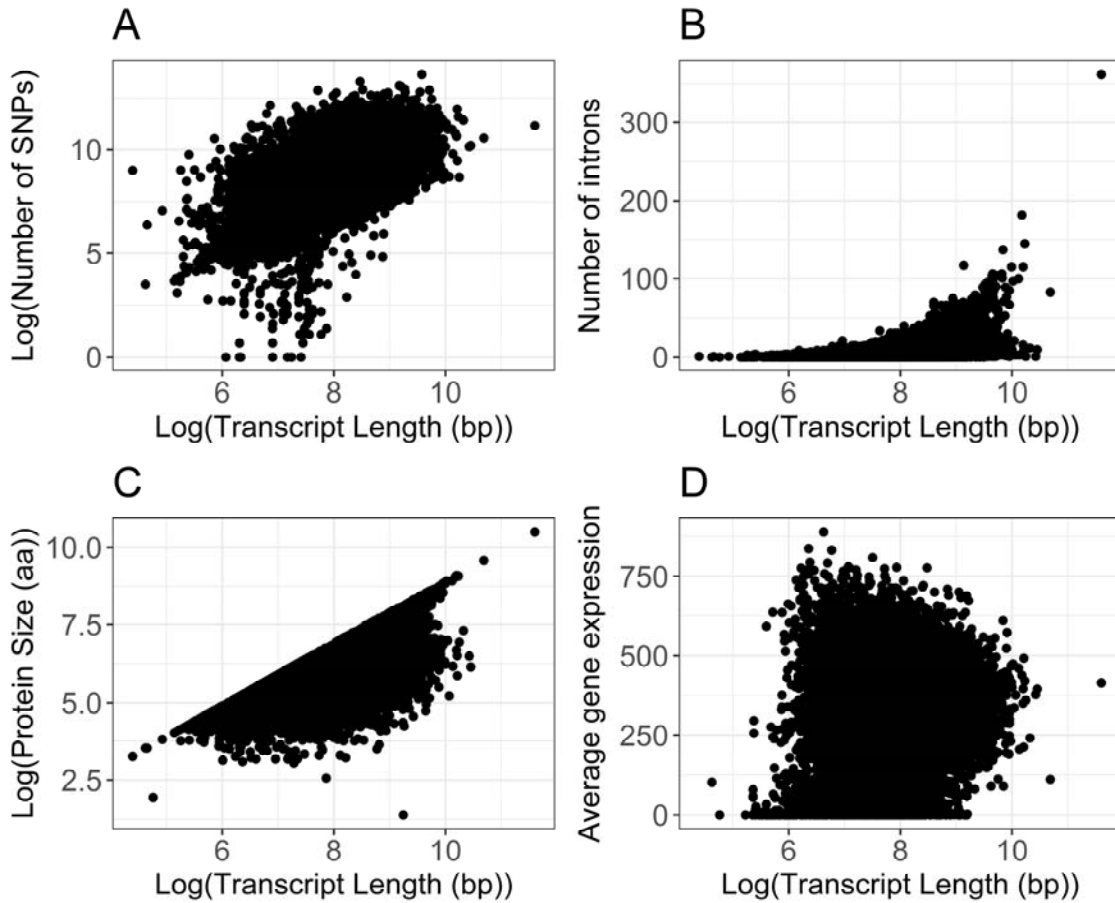 A
Log(Number of SNPs)
10
5
0
6 8 10
Log(Transcript Length (bp))
B
Number of introns
300
200
100
0
6 8 10
Log(Transcript Length (bp))
C
Log(Protein Size (aa))
10.0
7.5
5.0
2.5
6 8 10
Log(Transcript Length (bp))
D
Average gene expression
750
500
250
0
6 8 10
Log(Transcript Length (bp))